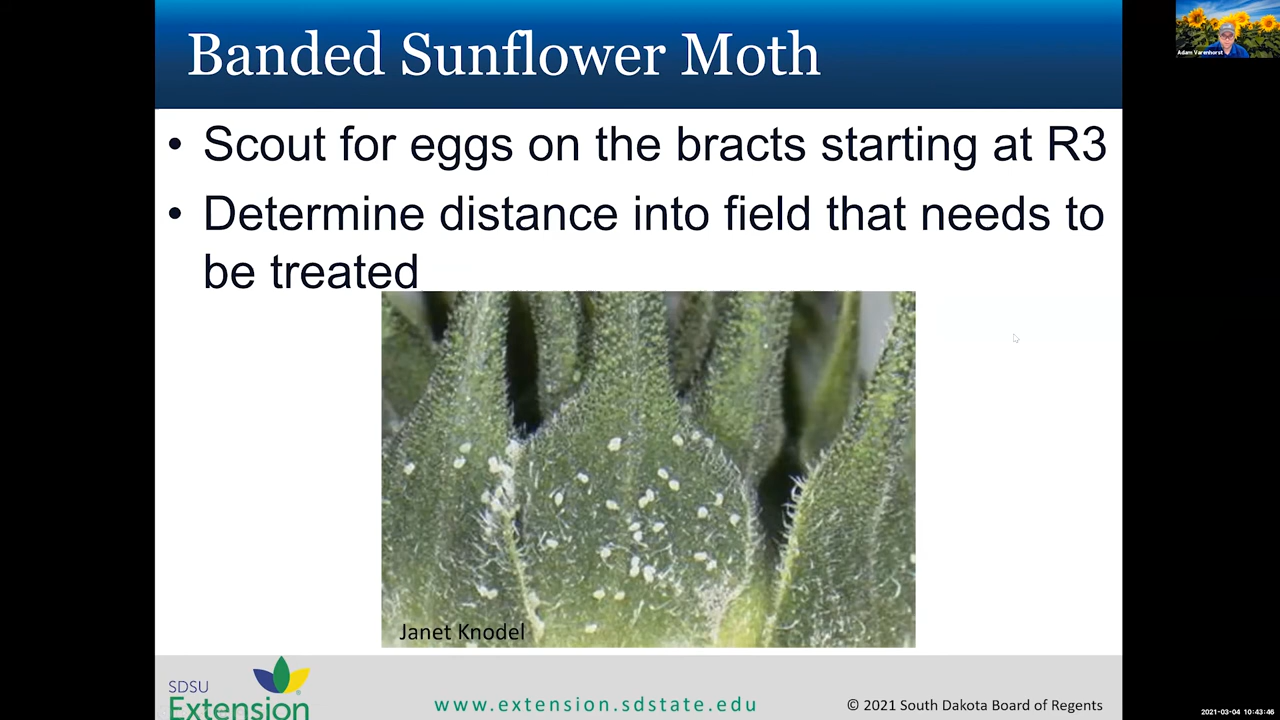 Banded Sunflower Moth
Adam Varenhorst
• Scout for eggs on the bracts starting at R3
• Determine distance into field that needs to
be treated
Janet Knodel
SDSU
Extension
www.extension.sdstate.edu
© 2021 South Dakota Board of Regents
2021-03-04 10:43:46